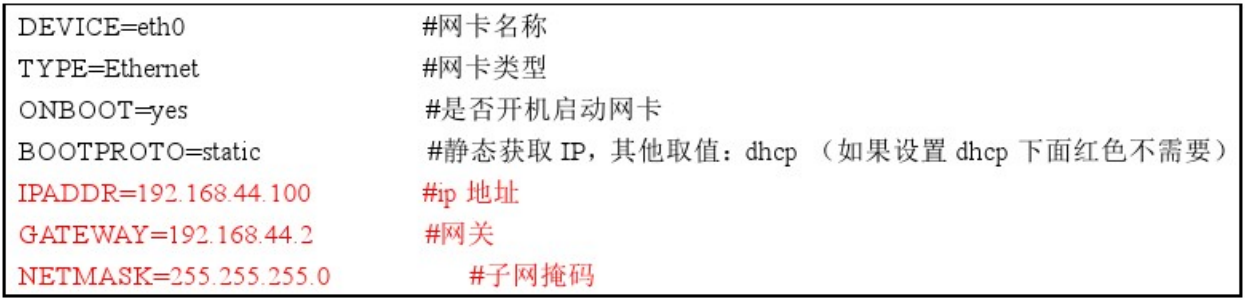 DEVICE=eth0 #网卡名称
TYPE=Ethernet #网卡类型
ONBOOT=yes #是否开机启动网卡
BOOTPROTO=static #静态获取 IP，其他取值：dhcp （如果设置 dhcp 下面红色不需要）
IPADDR=192.168.44.100 #ip 地址
GATEWAY=192.168.44.2 #网关
NETMASK=255.255.255.0 #子网掩码